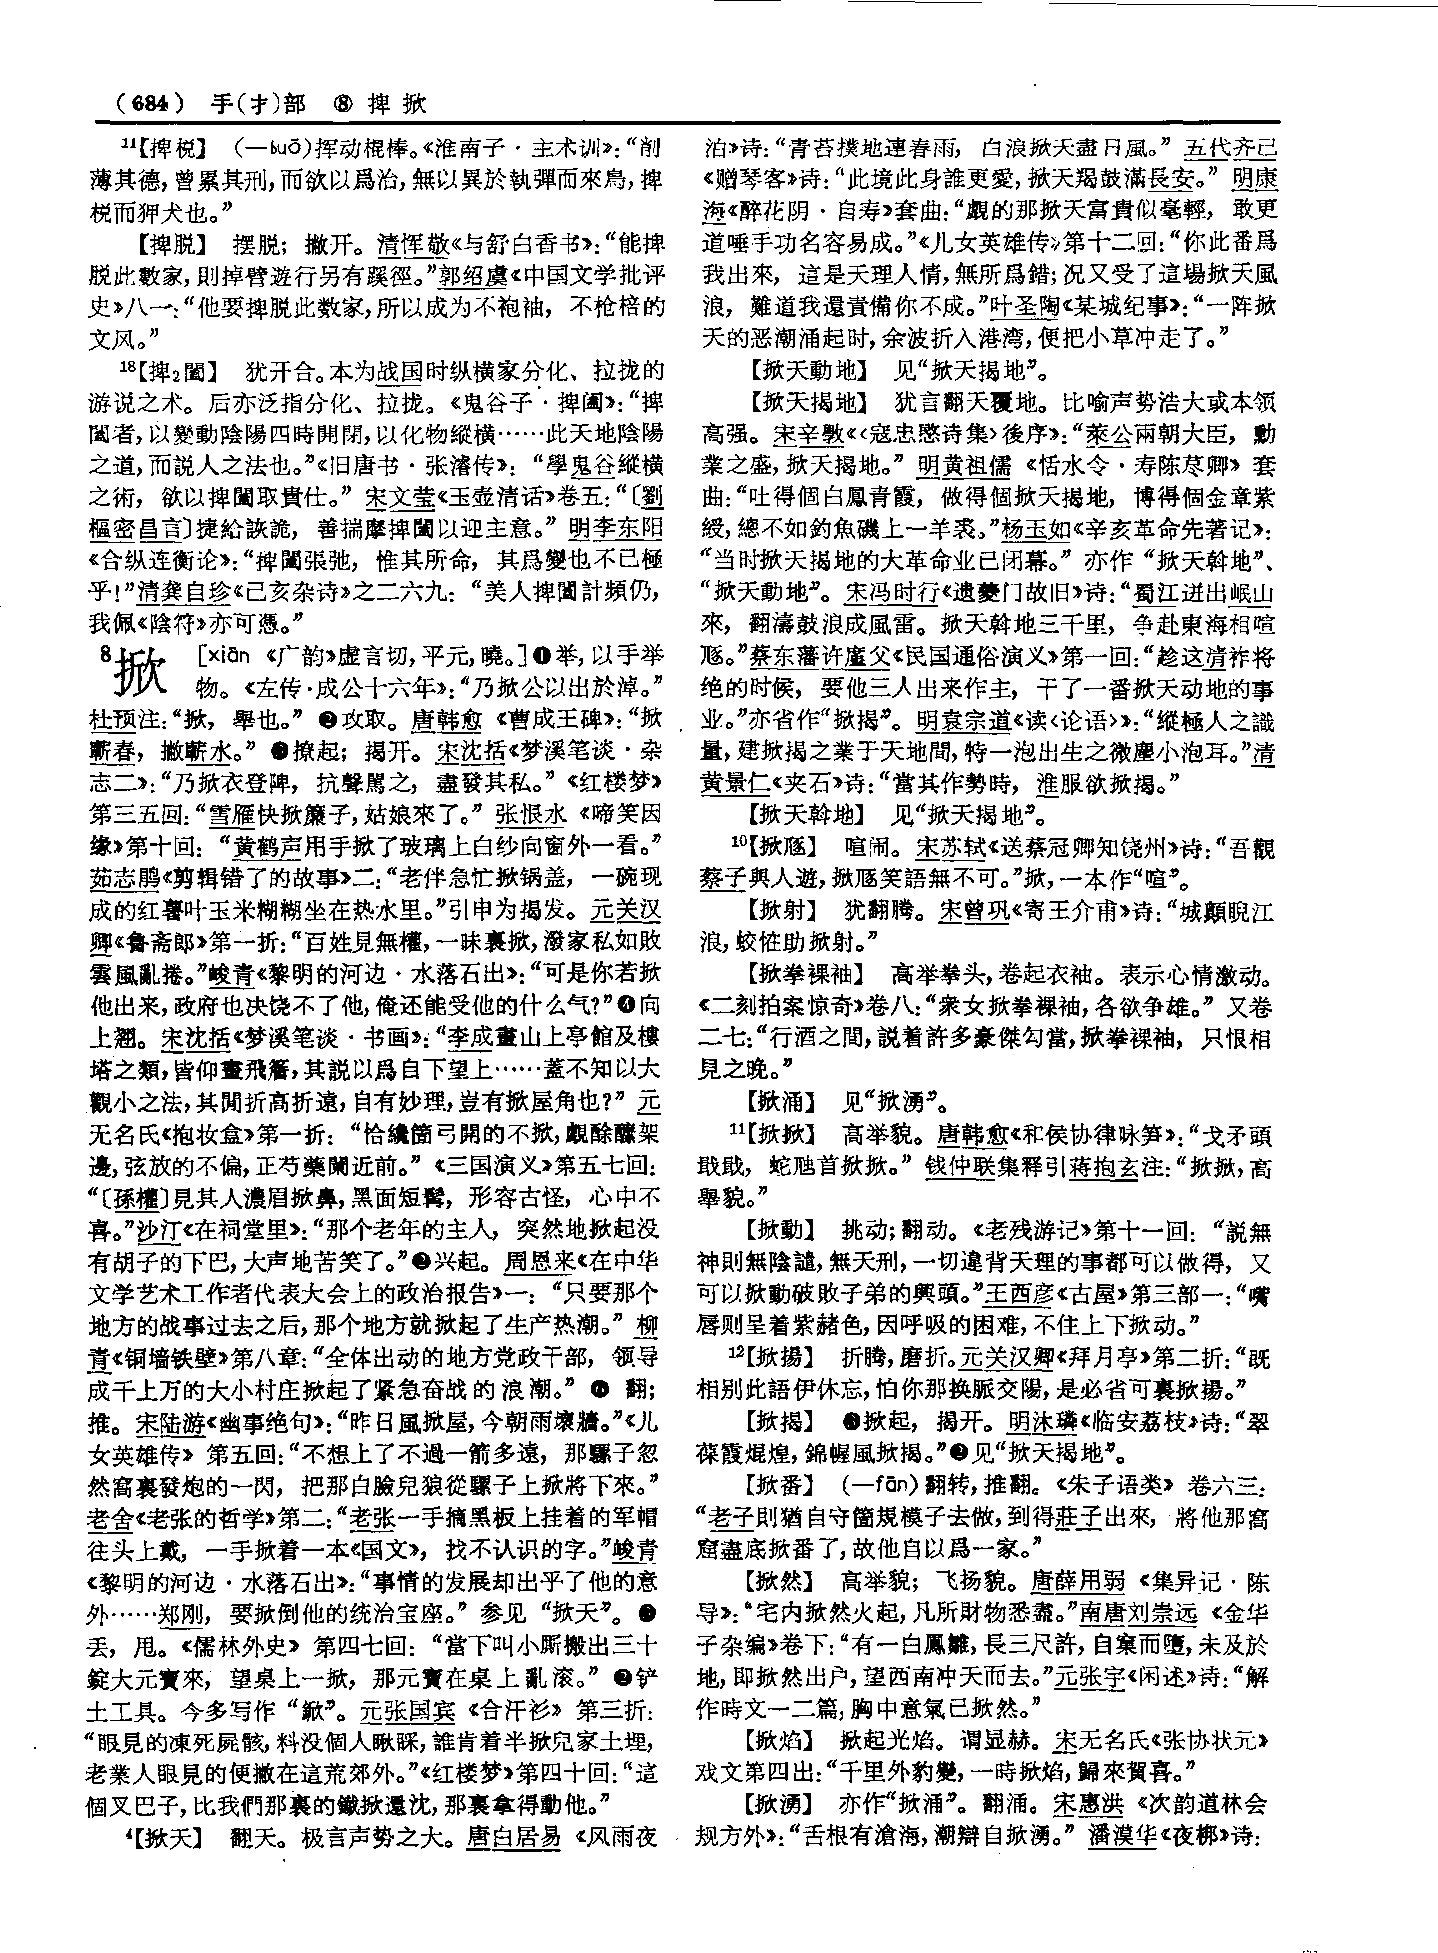 (684) 手(扌)部 ⑧ 捭 掀
¹¹【捭棁】 (—tuō)挥动棍棒。《淮南子·主术训》：“削
薄其德，曾累其刑，而欲以爲治，無以異於執彈而來鳥，捭
棁而狎犬也。”
【捭脱】 摆脱；撇开。清恽敬《与舒白香书》：“能捭
脱此數家，則掉臂遊行另有蹊徑。”郭绍虞《中国文学批评
史》八一：“他要捭脱此数家，所以成为不袍袖，不枪棓的
文风。”
¹⁸【捭₂闔】 犹开合。本为战国时纵横家分化、拉拢的
游说之术。后亦泛指分化、拉拢。《鬼谷子·捭阖》：“捭
闔者，以變動陰陽四時開閉，以化物縱横……此天地陰陽
之道，而説人之法也。”《旧唐书·张濬传》：“學鬼谷縱横
之術，欲以捭闔取貴仕。”宋文莹《玉壶清话》卷五：“〔劉
樞密昌言〕捷給詼詭，善揣摩捭闔以迎主意。”明李东阳
《合纵连衡论》：“捭闔張弛，惟其所命，其爲變也不已極
乎！”清龚自珍《己亥杂诗》之二六九：“美人捭闔計頻仍，
我佩《陰符》亦可憑。”
⁸掀 [xiān 《广韵》虚言切，平元，曉。]❶举，以手举
物。《左传·成公十六年》：“乃掀公以出於淖。”
杜预注：“掀，舉也。” ❷攻取。唐韩愈《曹成王碑》：“掀
蘄春，撇蘄水。” ❸撩起；揭开。宋沈括《梦溪笔谈·杂
志二》：“乃掀衣登陴，抗聲駡之，盡發其私。”《红楼梦》
第三五回：“雪雁快掀簾子，姑娘來了。”张恨水《啼笑因
缘》第十回：“黄鹤声用手掀了玻璃上白纱向窗外一看。”
茹志鹃《剪辑错了的故事》二：“老伴急忙掀锅盖，一碗现
成的红薯叶玉米糊糊坐在热水里。”引申为揭发。元关汉
卿《鲁斋郎》第一折：“百姓見無權，一昧裏掀，潑家私如敗
雲風亂捲。”峻青《黎明的河边·水落石出》：“可是你若掀
他出来，政府也决饶不了他，俺还能受他的什么气？”❹向
上翘。宋沈括《梦溪笔谈·书画》：“李成畫山上亭館及樓
塔之類，皆仰畫飛簷，其説以爲自下望上……蓋不知以大
觀小之法，其間折高折遠，自有妙理，豈有掀屋角也？”元
无名氏《抱妆盒》第一折：“恰纔箇弓開的不掀，覷酴醿架
邊，弦放的不偏，正芍藥闌近前。”《三国演义》第五七回：
“〔孫權〕見其人濃眉掀鼻，黑面短髯，形容古怪，心中不
喜。”沙汀《在祠堂里》：“那个老年的主人，突然地掀起没
有胡子的下巴，大声地苦笑了。”❺兴起。周恩来《在中华
文学艺术工作者代表大会上的政治报告》一：“只要那个
地方的战事过去之后，那个地方就掀起了生产热潮。”柳
青《铜墙铁壁》第八章：“全体出动的地方党政干部，领导
成千上万的大小村庄掀起了紧急奋战的浪潮。” ❻ 翻；
推。宋陆游《幽事绝句》：“昨日風掀屋，今朝雨壞牆。”《儿
女英雄传》第五回：“不想上了不過一箭多遠，那騾子忽
然窩裏發炮的一閃，把那白臉兒狼從騾子上掀將下來。”
老舍《老张的哲学》第二：“老张一手摘黑板上挂着的军帽
往头上戴，一手掀着一本《国文》，找不认识的字。”峻青
《黎明的河边·水落石出》：“事情的发展却出乎了他的意
外……郑刚，要掀倒他的统治宝座。”参见“掀天”。 ❼
丢，甩。《儒林外史》第四七回：“當下叫小厮搬出三十
錠大元寶來，望桌上一掀，那元寶在桌上亂滚。” ❽铲
土工具。今多写作“鍁”。元张国宾《合汗衫》第三折：
“眼見的凍死屍骸，料没個人瞅睬，誰肯着半掀兒家土埋，
老業人眼見的便撇在這荒郊外。”《红楼梦》第四十回：“這
個叉巴子，比我們那裏的鐵掀還沈，那裏拿得動他。”
⁴【掀天】 翻天。极言声势之大。唐白居易《风雨夜
泊》诗：“青苔撲地連春雨，白浪掀天盡日風。”五代齐己
《赠琴客》诗：“此境此身誰更愛，掀天羯鼓滿長安。”明康
海《醉花阴·自寿》套曲：“覷的那掀天富貴似毫輕，敢更
道唾手功名容易成。”《儿女英雄传》第十二回：“你此番爲
我出來，這是天理人情，無所爲錯；况又受了這場掀天風
浪，難道我還責備你不成。”叶圣陶《某城纪事》：“一阵掀
天的恶潮涌起时，余波折入港湾，便把小草冲走了。”
【掀天動地】 见“掀天揭地”。
【掀天揭地】 犹言翻天覆地。比喻声势浩大或本领
高强。宋辛斆《〈寇忠愍诗集〉後序》：“萊公兩朝大臣，勳
業之盛，掀天揭地。”明黄祖儒《恬水令·寿陈荩卿》套
曲：“吐得個白鳳青霞，做得個掀天揭地，博得個金章紫
綬，總不如釣魚磯上一羊裘。”杨玉如《辛亥革命先著记》：
“当时掀天揭地的大革命业已闭幕。”亦作“掀天斡地”、
“掀天動地”。宋冯时行《遗夔门故旧》诗：“蜀江迸出岷山
來，翻濤鼓浪成風雷。掀天斡地三千里，争赴東海相喧
豗。”蔡东藩许廑父《民国通俗演义》第一回：“趁这清祚将
绝的时候，要他三人出来作主，干了一番掀天动地的事
业。”亦省作“掀揭”。明袁宗道《读〈论语〉》：“縱極人之識
量，建掀揭之業于天地間，特一泡出生之微塵小泡耳。”清
黄景仁《夹石》诗：“當其作勢時，淮服欲掀揭。”
【掀天斡地】 见“掀天揭地”。
¹⁰【掀豗】 喧闹。宋苏轼《送蔡冠卿知饶州》诗：“吾觀
蔡子與人遊，掀豗笑語無不可。”掀，一本作“喧”。
【掀射】 犹翻腾。宋曾巩《寄王介甫》诗：“城顛睨江
浪，蛟恠助掀射。”
【掀拳裸袖】 高举拳头，卷起衣袖。表示心情激动。
《二刻拍案惊奇》卷八：“衆女掀拳裸袖，各欲争雄。”又卷
二七：“行酒之間，説着許多豪傑勾當，掀拳裸袖，只恨相
見之晚。”
【掀涌】 见“掀湧”。
¹¹【掀掀】 高举貌。唐韩愈《和侯协律咏笋》：“戈矛頭
戢戢，蛇虺首掀掀。”钱仲联集释引蒋抱玄注：“掀掀，高
舉貌。”
【掀動】 挑动；翻动。《老残游记》第十一回：“説無
神則無陰譴，無天刑，一切違背天理的事都可以做得，又
可以掀動破敗子弟的興頭。”王西彦《古屋》第三部一：“嘴
唇则呈着紫赭色，因呼吸的困难，不住上下掀动。”
¹²【掀揚】 折腾，磨折。元关汉卿《拜月亭》第二折：“既
相别此語伊休忘，怕你那换脈交陽，是必省可裏掀揚。”
【掀揭】 ❶掀起，揭开。明沐璘《临安荔枝》诗：“翠
葆霞焜煌，錦幄風掀揭。”❷见“掀天揭地”。
【掀番】 (—fān)翻转，推翻。《朱子语类》卷六三：
“老子則猶自守箇規模子去做，到得莊子出來，將他那窩
窟盡底掀番了，故他自以爲一家。”
【掀然】 高举貌；飞扬貌。唐薛用弱《集异记·陈
导》：“宅内掀然火起，凡所財物悉盡。”南唐刘崇远《金华
子杂编》卷下：“有一白鳳雛，長三尺許，自窠而墮，未及於
地，即掀然出户，望西南冲天而去。”元张宇《闲述》诗：“解
作時文一二篇，胸中意氣已掀然。”
【掀焰】 掀起光焰。谓显赫。宋无名氏《张协状元》
戏文第四出：“千里外豹變，一時掀焰，歸來賀喜。”
【掀湧】 亦作“掀涌”。翻涌。宋惠洪《次韵道林会
规方外》：“舌根有滄海，潮辯自掀湧。”潘漠华《夜梆》诗：